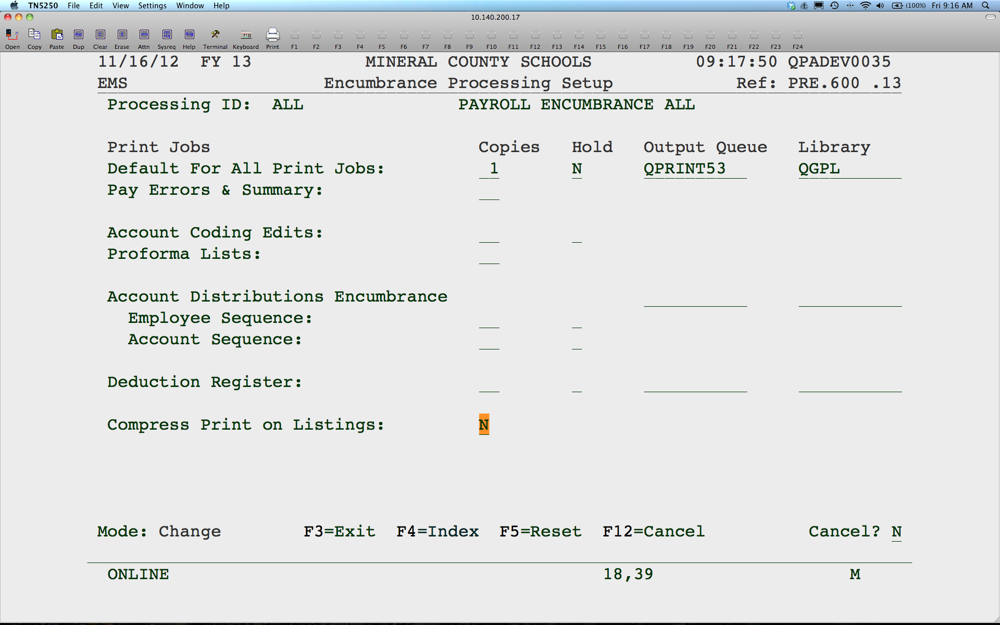 TN5250 File Edit View Settings Window Help (100%) Fri 9:16 AM
10.140.200.17
Open Copy Paste Dup Clear Erase Attn Sysreq Help Terminal Keyboard Print F1 F2 F3 F4 F5 F6 F7 F8 F9 F10 F11 F12 F13 F14 F15 F16 F17 F18 F19 F20 F21 F22 F23 F24
11/16/12 FY 13 MINERAL COUNTY SCHOOLS 09:17:50 QPADEV0035
EMS Encumbrance Processing Setup Ref: PRE.600 .13
Processing ID: ALL PAYROLL ENCUMBRANCE ALL
Print Jobs Copies Hold Output Queue Library
Default For All Print Jobs: 1 N QPRINT53 QGPL
Pay Errors & Summary:
Account Coding Edits:
Proforma Lists:
Account Distributions Encumbrance
Employee Sequence:
Account Sequence:
Deduction Register:
Compress Print on Listings: N
Mode: Change F3=Exit F4=Index F5=Reset F12=Cancel Cancel? N
ONLINE 18,39 M